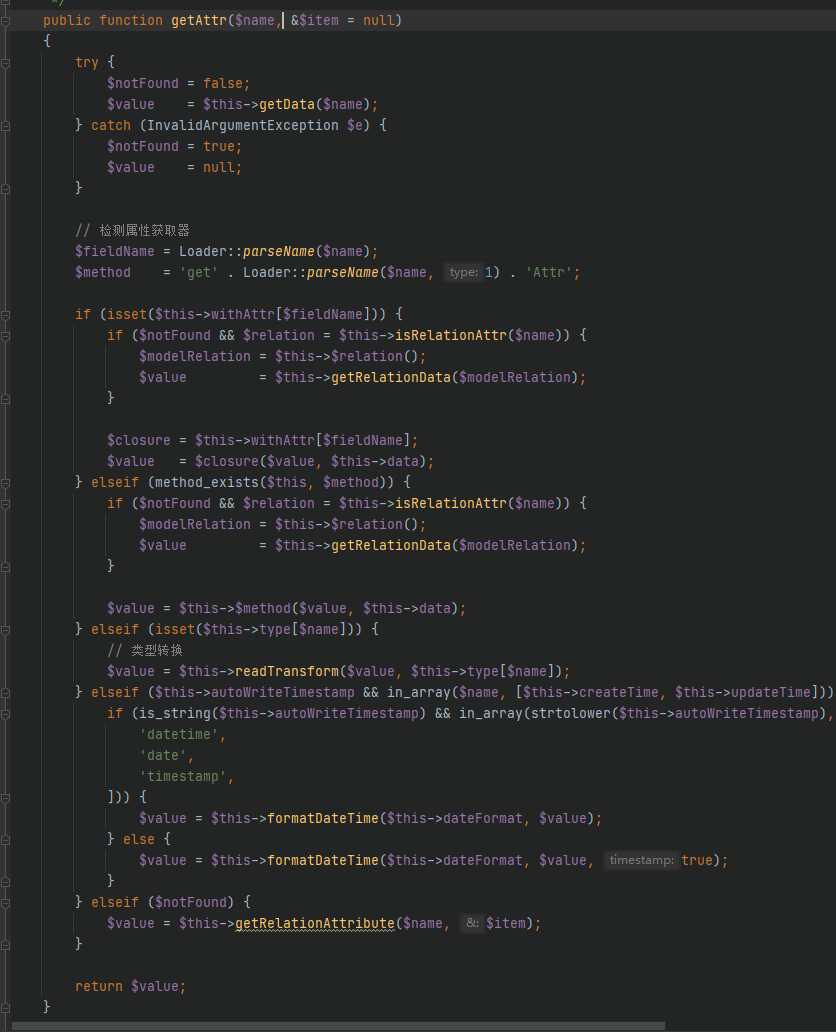 */
public function getAttr($name, &$item = null)
{
    try {
        $notFound = false;
        $value    = $this->getData($name);
    } catch (InvalidArgumentException $e) {
        $notFound = true;
        $value    = null;
    }
    // 检测属性获取器
    $fieldName = Loader::parseName($name);
    $method    = 'get' . Loader::parseName($name, type: 1) . 'Attr';
    if (isset($this->withAttr[$fieldName])) {
        if ($notFound && $relation = $this->isRelationAttr($name)) {
            $modelRelation = $this->$relation();
            $value         = $this->getRelationData($modelRelation);
        }
        $closure = $this->withAttr[$fieldName];
        $value   = $closure($value, $this->data);
    } elseif (method_exists($this, $method)) {
        if ($notFound && $relation = $this->isRelationAttr($name)) {
            $modelRelation = $this->$relation();
            $value         = $this->getRelationData($modelRelation);
        }
        $value = $this->$method($value, $this->data);
    } elseif (isset($this->type[$name])) {
        // 类型转换
        $value = $this->readTransform($value, $this->type[$name]);
    } elseif ($this->autoWriteTimestamp && in_array($name, [$this->createTime, $this->updateTime]))
        if (is_string($this->autoWriteTimestamp) && in_array(strtolower($this->autoWriteTimestamp),
            'datetime',
            'date',
            'timestamp',
        ])) {
            $value = $this->formatDateTime($this->dateFormat, $value);
        } else {
            $value = $this->formatDateTime($this->dateFormat, $value, timestamp: true);
        }
    } elseif ($notFound) {
        $value = $this->getRelationAttribute($name, &: $item);
    }
    return $value;
}